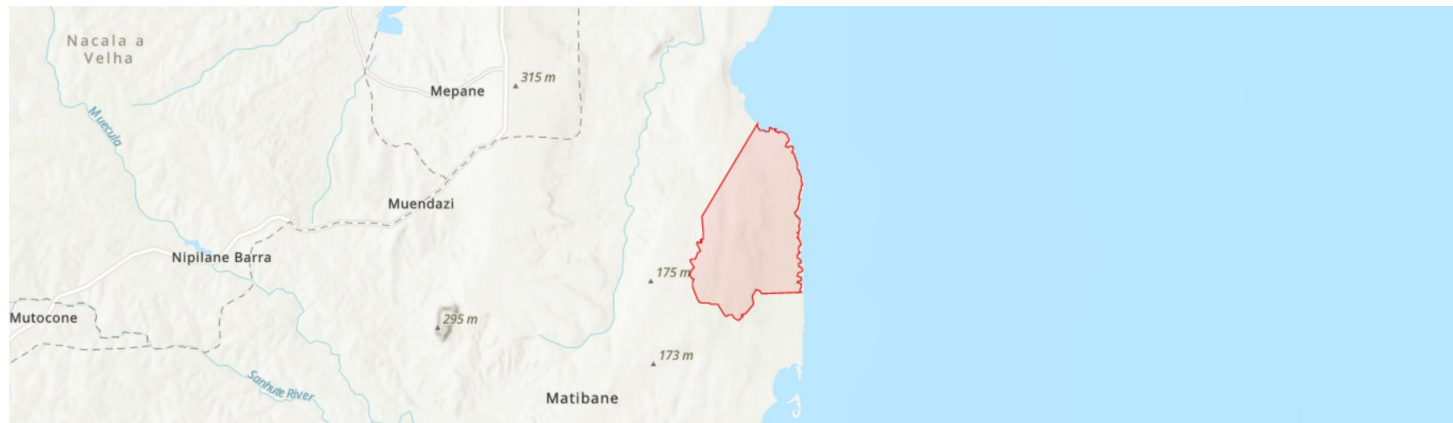 Nacala a
Velha
315 m
Mepane
Muecula
Muendazi
Nipilane Barra
175 m
Mutocone
295 m
173 m
Sanhute River
Matibane